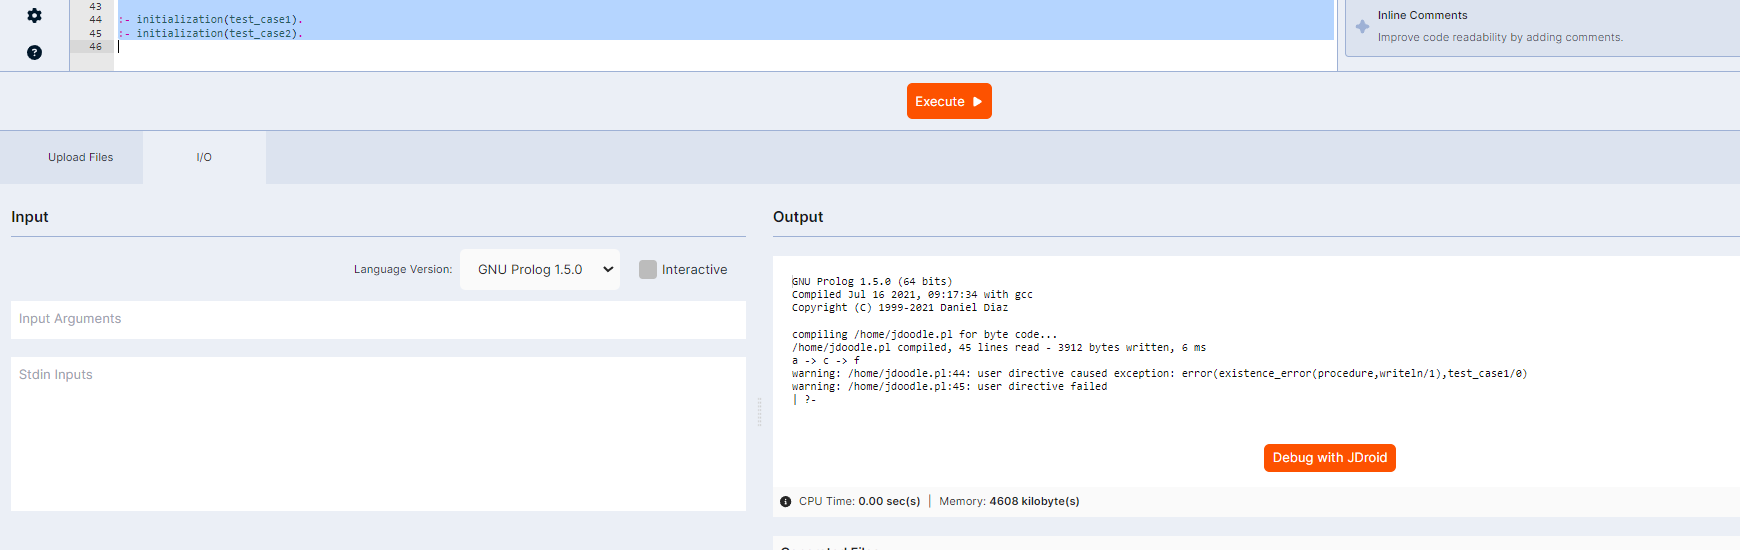 43
44 :- initialization(test_case1).
45 :- initialization(test_case2).
46
Inline Comments
Improve code readability by adding comments.
Execute
Upload Files
I/O
Input
Language Version:
GNU Prolog 1.5.0
Interactive
Input Arguments
Stdin Inputs
Output
GNU Prolog 1.5.0 (64 bits)
Compiled Jul 16 2021, 09:17:34 with gcc
Copyright (C) 1999-2021 Daniel Diaz
compiling /home/jdoodle.pl for byte code...
/home/jdoodle.pl compiled, 45 lines read - 3912 bytes written, 6 ms
a -> c -> f
warning: /home/jdoodle.pl:44: user directive caused exception: error(existence_error(procedure,writeln/1),test_case1/0)
warning: /home/jdoodle.pl:45: user directive failed
| ?-
Debug with JDroid
CPU Time: 0.00 sec(s) | Memory: 4608 kilobyte(s)